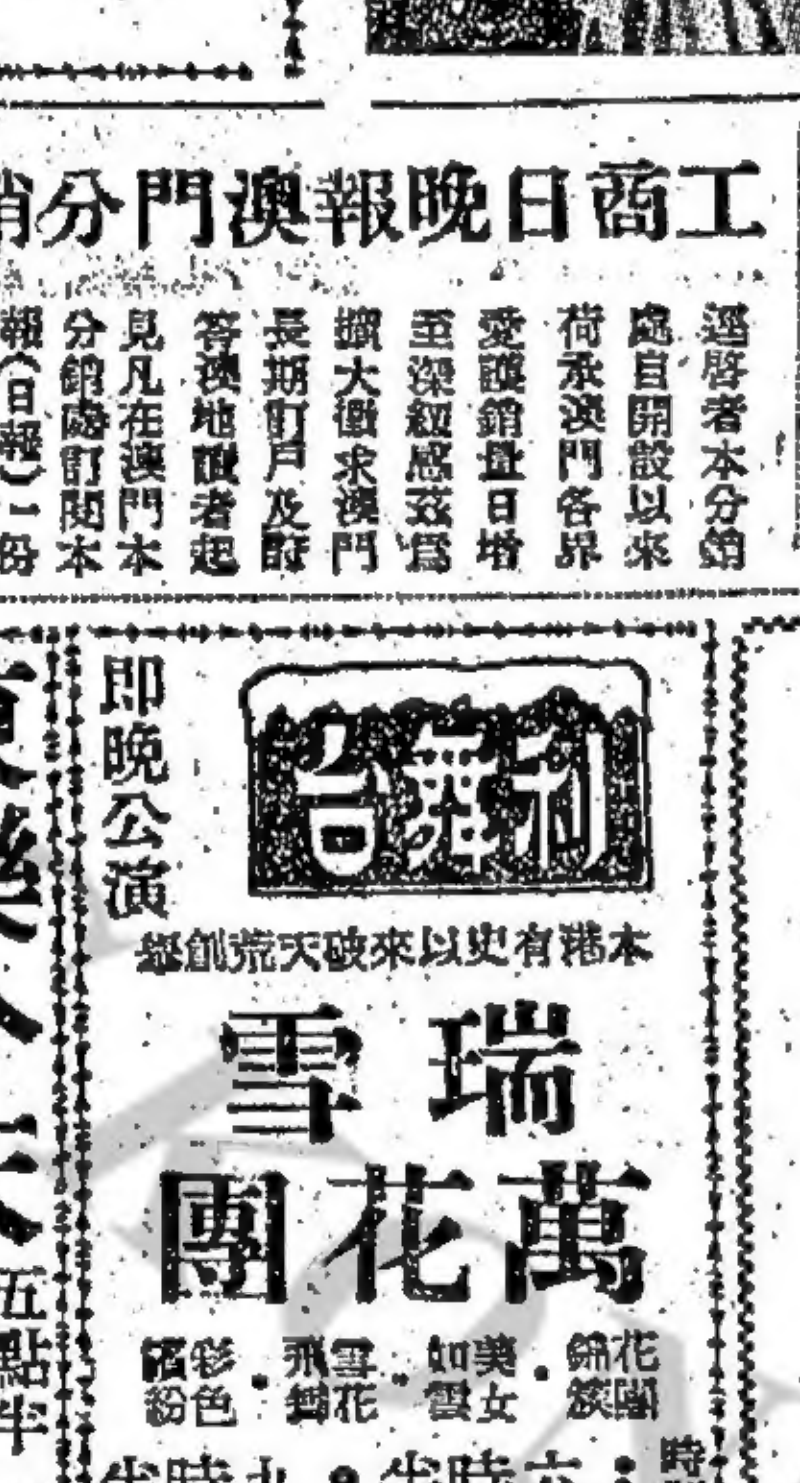 工商日晚報澳門分銷
逕啓者本分銷
處自開設以來
荷承澳門各界
愛護銷量日增
至深紉感茲爲
擴大徵求澳門
長期訂戶及酧
答澳地讀者起
見凡在澳門本
分銷處訂閱本
報(日報)一份
利舞台
即晚公演
本港有史以來破天荒創舉
瑞雪
萬花團
花團錦簇・美女如雲・雪花飛舞・彩色繽紛
五點半